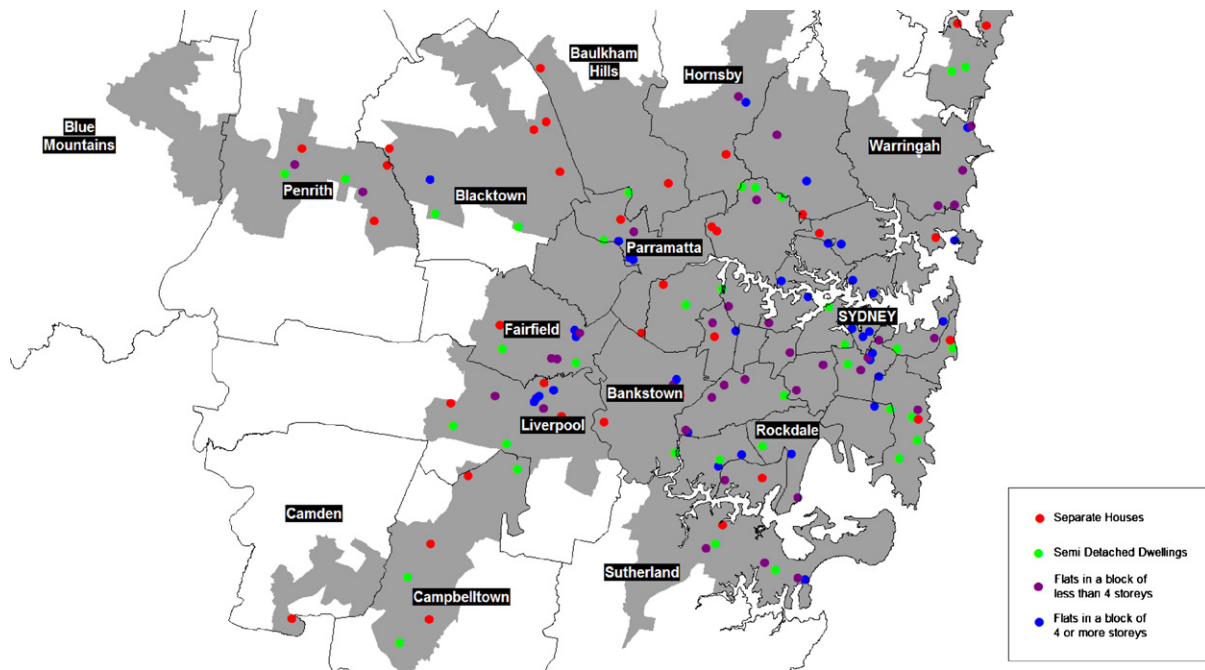 Baulkham
Hills
Hornsby
Blue
Mountains
Warringah
Penrith
Blacktown
Parramatta
Fairfield
SYDNEY
Bankstown
Liverpool
Rockdale
Camden
Sutherland
Campbelltown
Separate Houses
Semi Detached Dwellings
Flats in a block of
less than 4 storeys
Flats in a block of
4 or more storeys